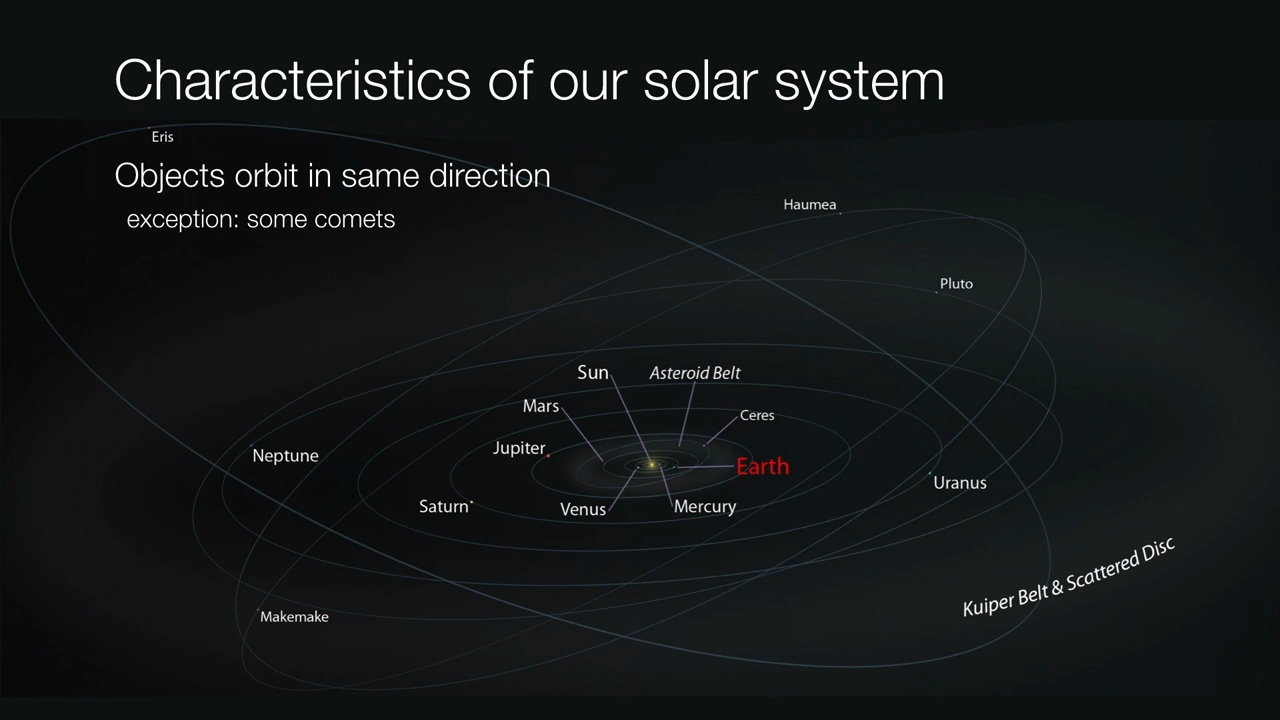 Characteristics of our solar system
Eris
Objects orbit in same direction
exception: some comets
Haumea
Pluto
Sun
Asteroid Belt
Mars
Ceres
Jupiter
Neptune
Earth
Uranus
Saturn
Venus
Mercury
Kuiper Belt & Scattered Disc
Makemake